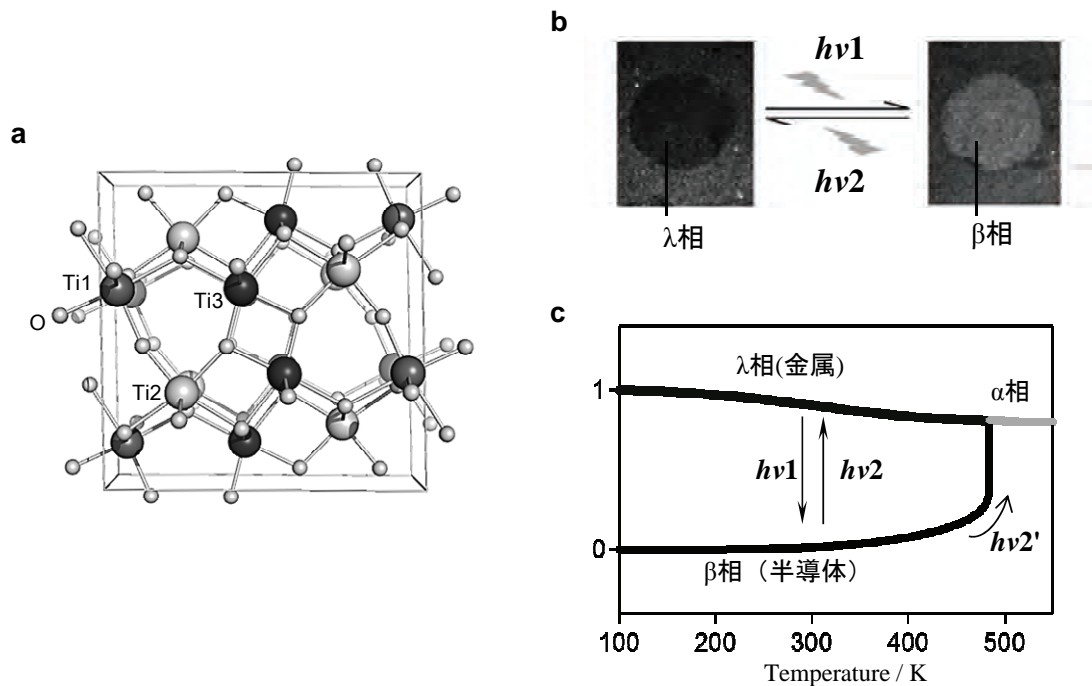 a
Ti1
Ti3
O
Ti2
b
hν1
hν2
λ相
β相
c
λ相(金属)
α相
1
hν1
hν2
hν2'
0
β相（半導体）
100
200
300
400
500
Temperature / K